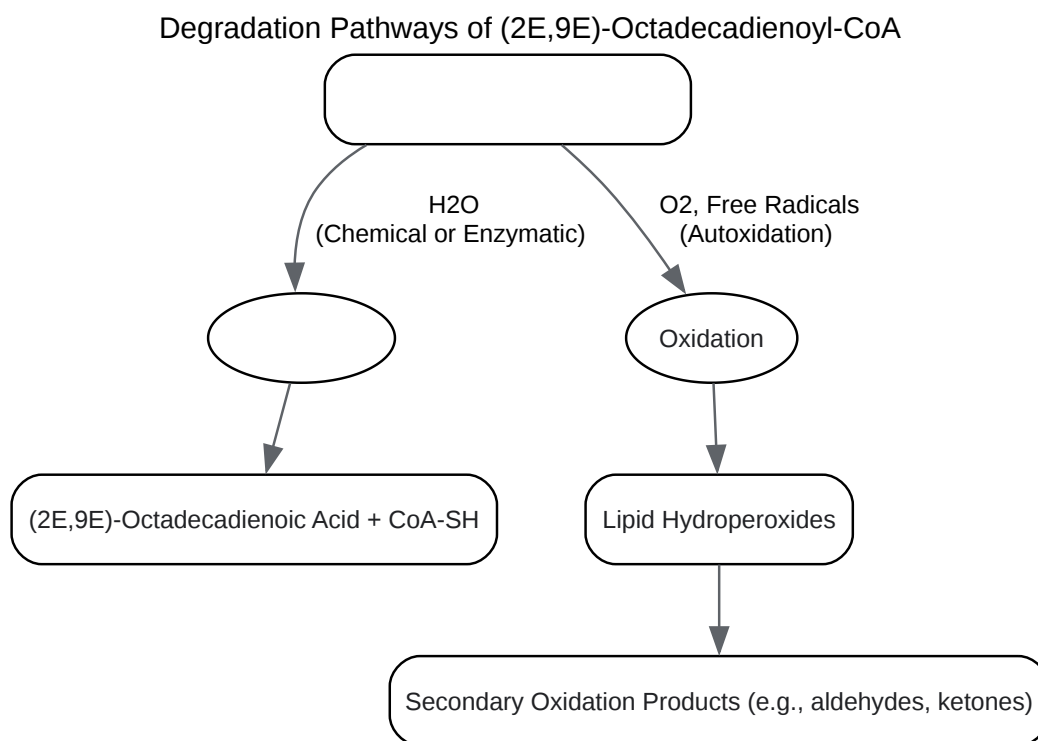 Degradation Pathways of (2E,9E)-Octadecadienoyl-CoA
H2O
(Chemical or Enzymatic)
O2, Free Radicals
(Autoxidation)
Oxidation
(2E,9E)-Octadecadienoic Acid + CoA-SH
Lipid Hydroperoxides
Secondary Oxidation Products (e.g., aldehydes, ketones)